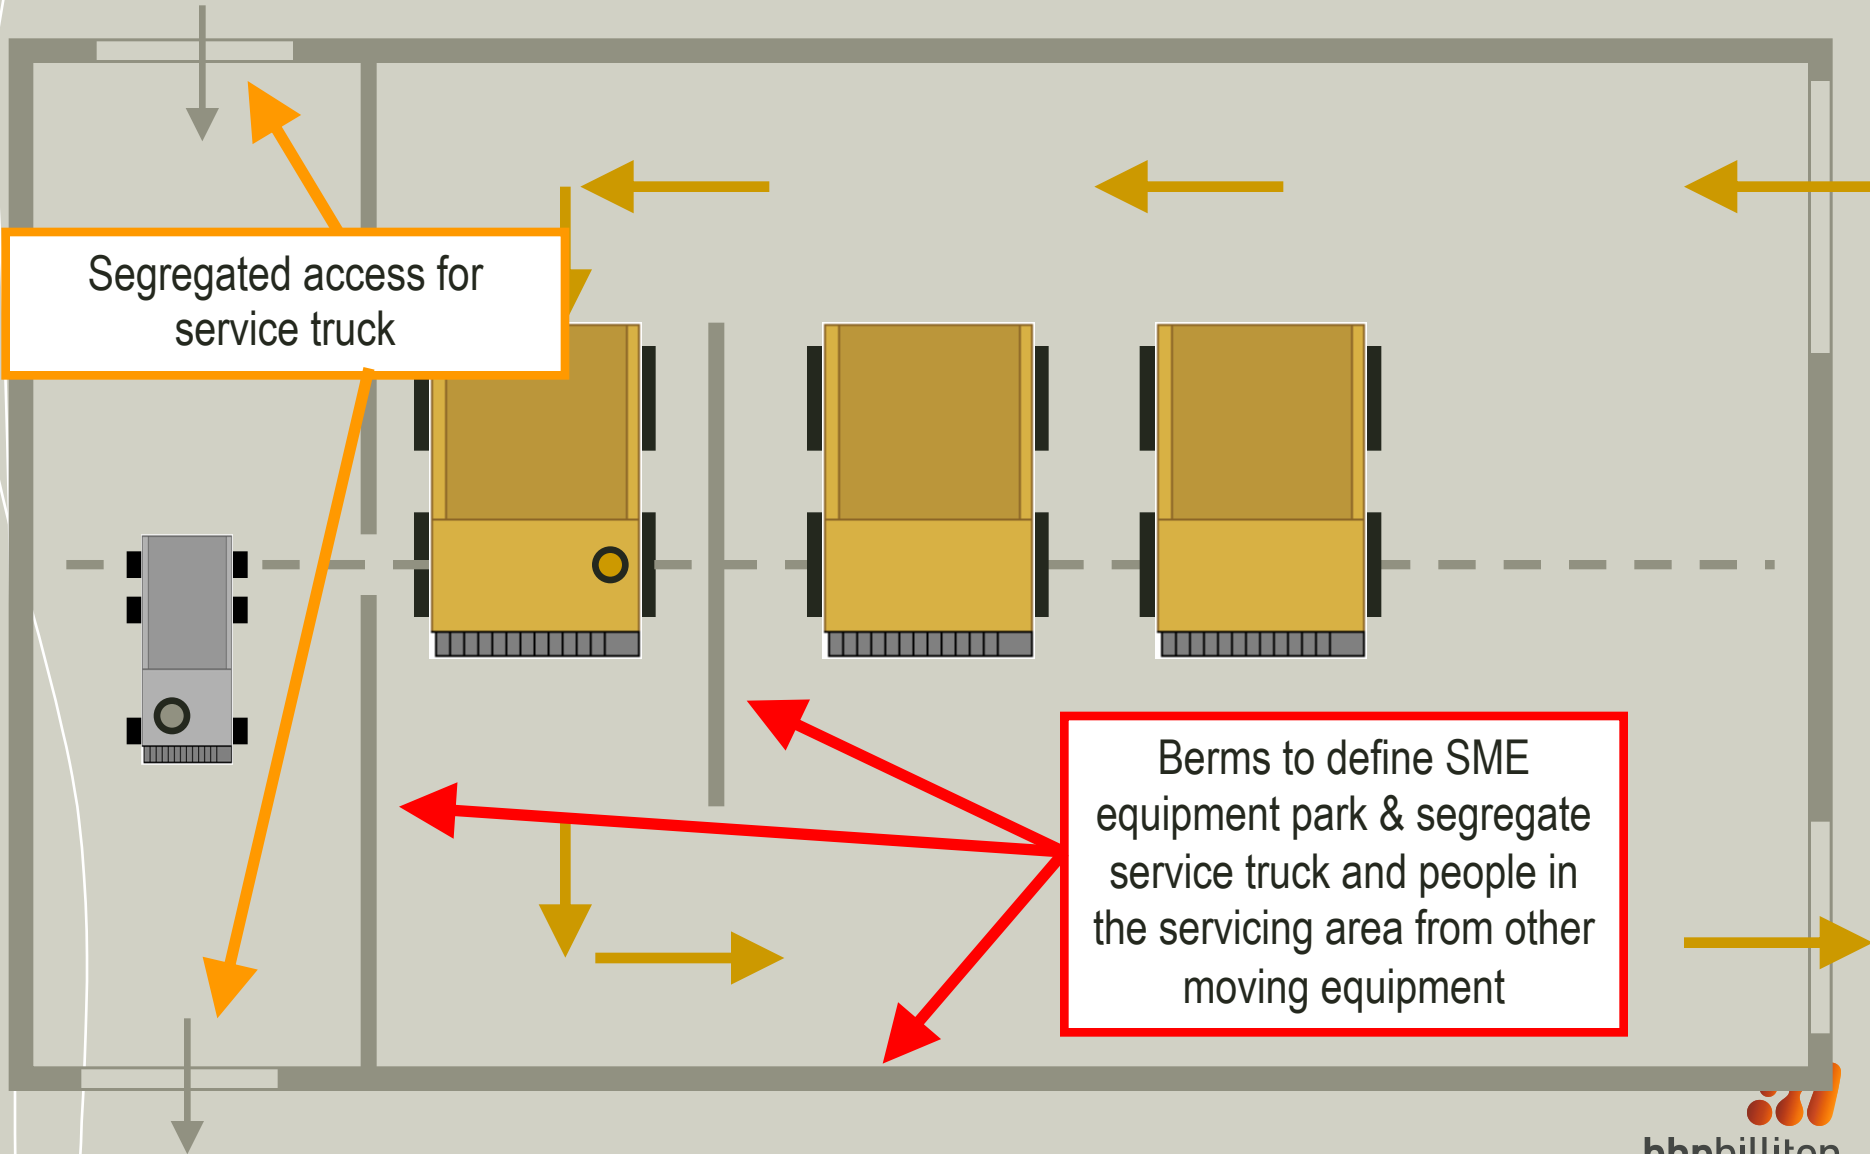 Segregated access for
service truck
Berms to define SME
equipment park & segregate
service truck and people in
the servicing area from other
moving equipment
bhpbilliton